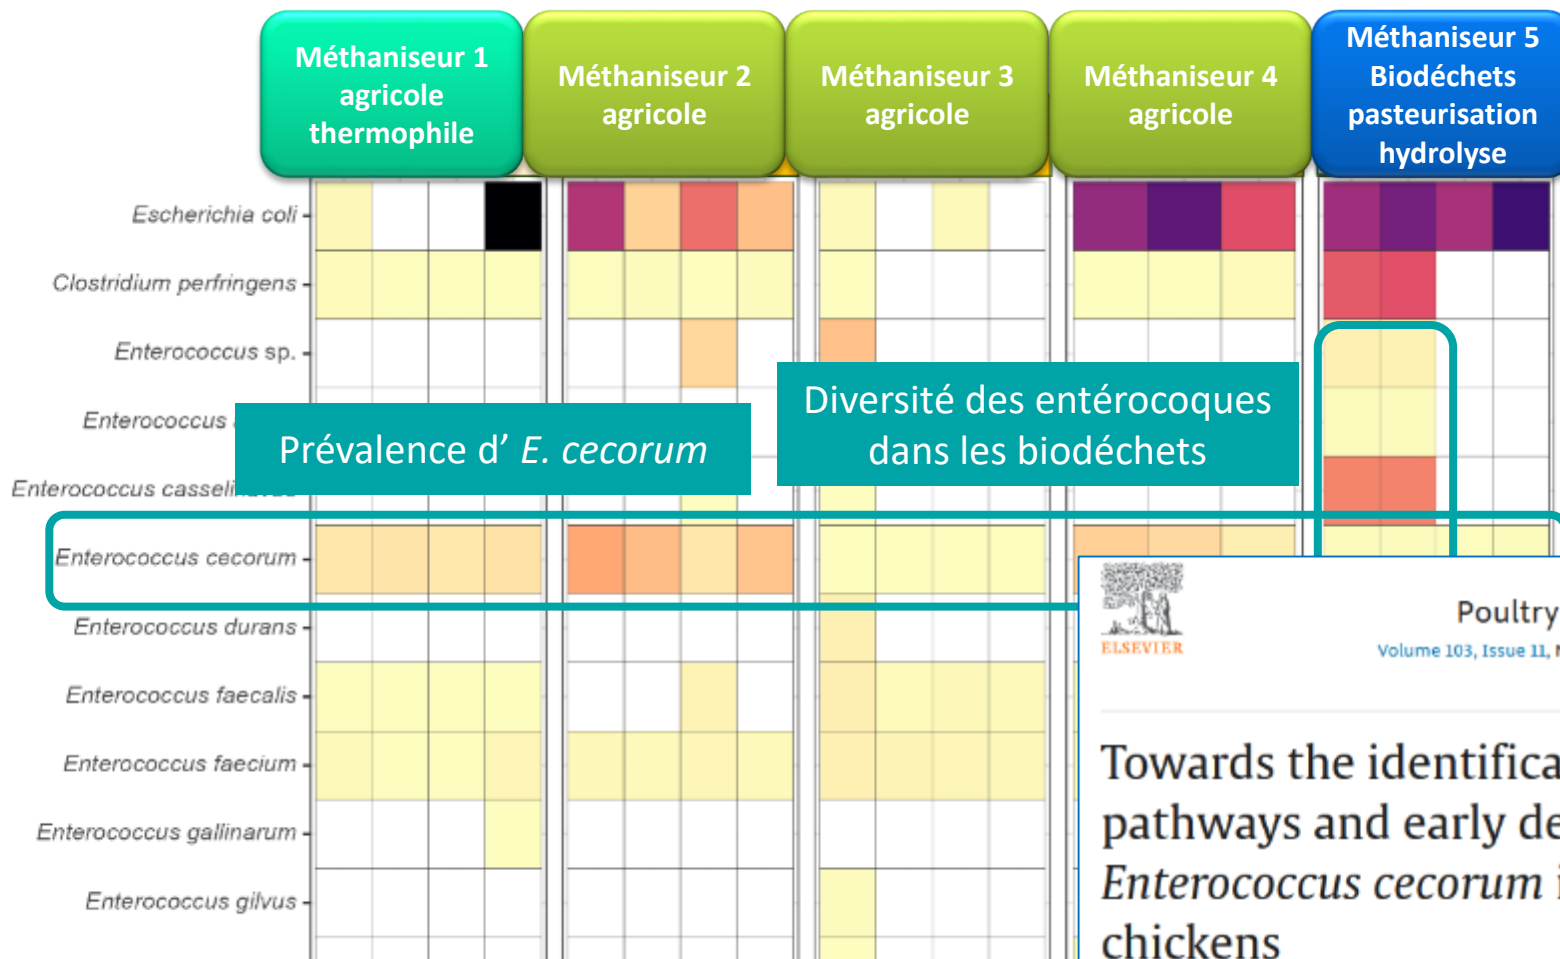 Méthaniseur 1
agricole
thermophile
Méthaniseur 2
agricole
Méthaniseur 3
agricole
Méthaniseur 4
agricole
Méthaniseur 5
Biodéchets
pasteurisation
hydrolyse
Escherichia coli
Clostridium perfringens
Enterococcus sp.
Enterococcus
Enterococcus
Prévalence d' E. cecorum
Diversité des entérocoques
dans les biodéchets
Enterococcus cecorum
Enterococcus durans
Enterococcus faecalis
Enterococcus faecium
Enterococcus gallinarum
Enterococcus gilvus
ELSEVIER
Poultry
Volume 103, Issue 11,
Towards the identifica
pathways and early de
Enterococcus cecorum i
chickens